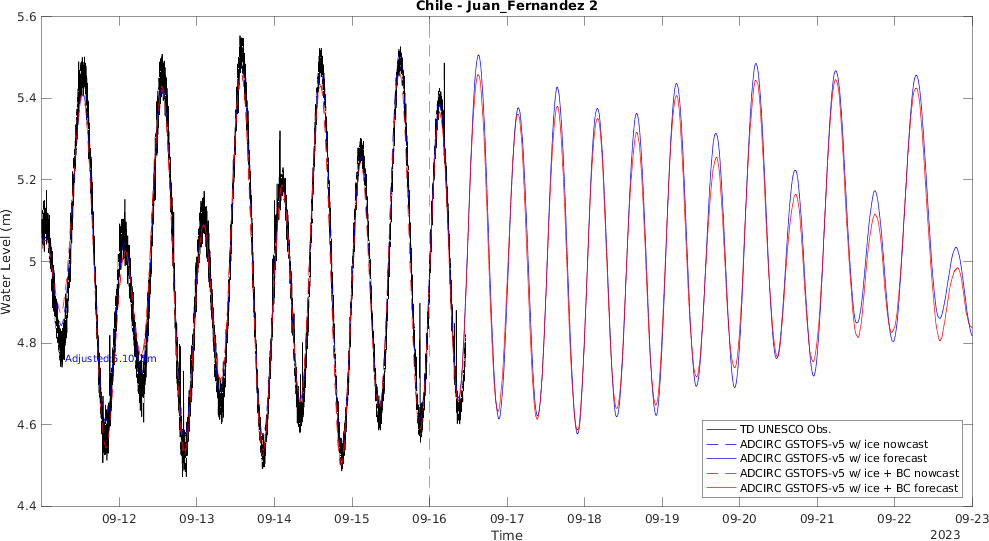 Chile - Juan_Fernandez 2
Water Level (m)
5.6
5.4
5.2
5
4.8
4.6
4.4
TD UNESCO Obs.
ADCIRC GSTOFS-v5 w/ ice nowcast
ADCIRC GSTOFS-v5 w/ ice forecast
ADCIRC GSTOFS-v5 w/ ice + BC nowcast
ADCIRC GSTOFS-v5 w/ ice + BC forecast
09-12 09-13 09-14 09-15 09-16 09-17 09-18 09-19 09-20 09-21 09-22 09-23
Time
2023